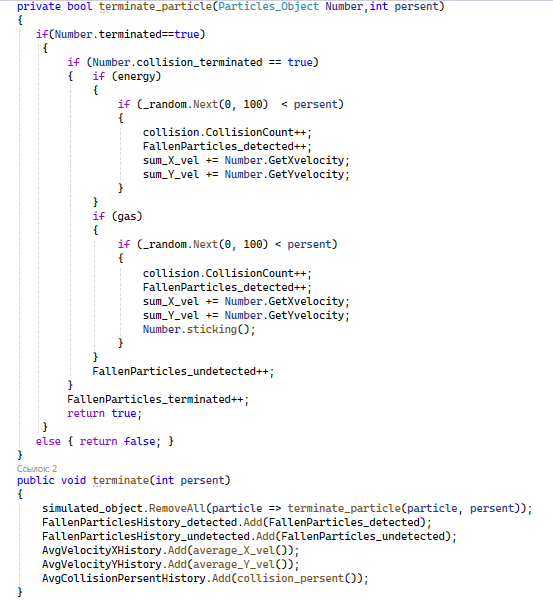 private bool terminate_particle(Particles_Object Number,int persent)
{
if(Number.terminated==true)
{
if (Number.collision_terminated == true)
{ if (energy)
{
if (_random.Next(0, 100) < persent)
{
collision.CollisionCount++;
FallenParticles_detected++;
sum_X_vel += Number.GetXvelocity;
sum_Y_vel += Number.GetYvelocity;
}
}
if (gas)
{
if (_random.Next(0, 100) < persent)
{
collision.CollisionCount++;
FallenParticles_detected++;
sum_X_vel += Number.GetXvelocity;
sum_Y_vel += Number.GetYvelocity;
Number.sticking();
}
}
FallenParticles_undetected++;
}
FallenParticles_terminated++;
return true;
}
else { return false; }
}
Ссылок: 2
public void terminate(int persent)
{
simulated_object.RemoveAll(particle => terminate_particle(particle, persent));
FallenParticlesHistory_detected.Add(FallenParticles_detected);
FallenParticlesHistory_undetected.Add(FallenParticles_undetected);
AvgVelocityXHistory.Add(average_X_vel());
AvgVelocityYHistory.Add(average_Y_vel());
AvgCollisionPersentHistory.Add(collision_persent());
}